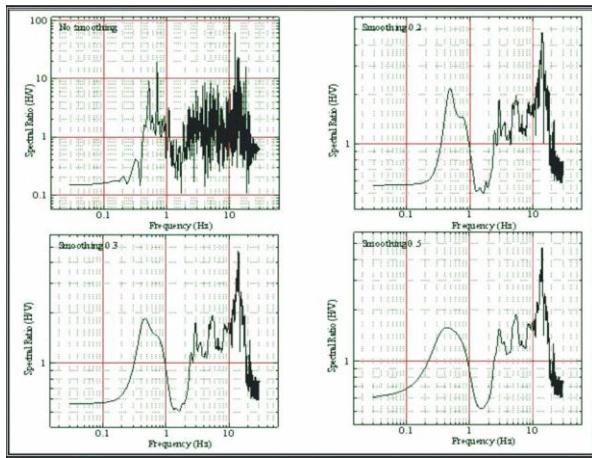 No smoothing
100
10
1
0.1
Spectral Ratio (H/V)
0.1
1
10
Frequency (Hz)
Smoothing 0.2
1
Spectral Ratio (H/V)
0.1
1
10
Frequency (Hz)
Smoothing 0.3
1
Spectral Ratio (H/V)
0.1
1
10
Frequency (Hz)
Smoothing 0.5
1
Spectral Ratio (H/V)
0.1
1
10
Frequency (Hz)